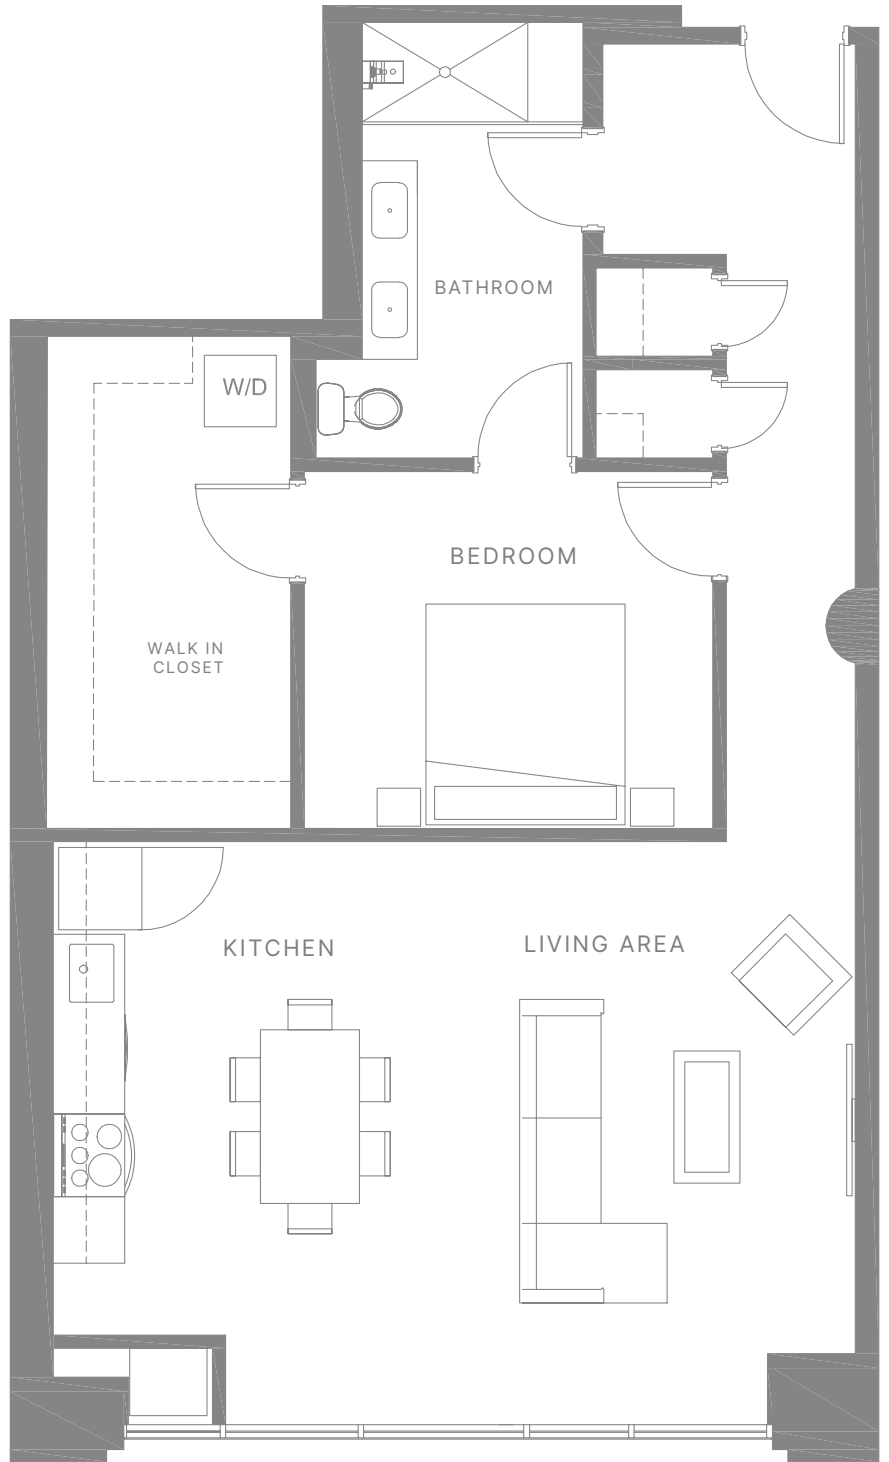 BATHROOM
W/D
BEDROOM
WALK IN
CLOSET
KITCHEN
LIVING AREA